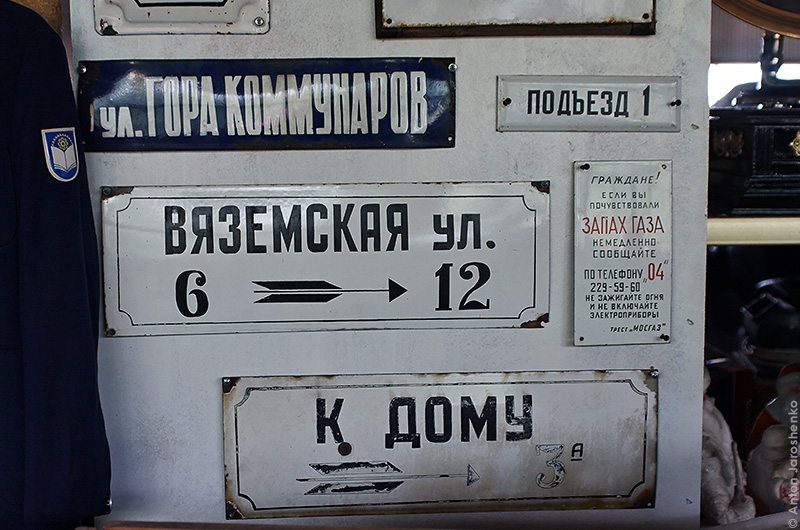 ул. ГОРА КОММУНАРОВ
ПОДЪЕЗД 1
ВЯЗЕМСКАЯ УЛ.
6 12
ГРАЖДАНЕ!
ЕСЛИ ВЫ
ПОЧУВСТВОВАЛИ
ЗАПАХ ГАЗА
НЕМЕДЛЕННО
СООБЩАЙТЕ
ПО ТЕЛЕФОНУ "04"
229-59-60
НЕ ЗАЖИГАЙТЕ ОГНЯ
И НЕ ВКЛЮЧАЙТЕ
ЭЛЕКТРОПРИБОРЫ
ТРЕСТ „МОСГАЗ"
К ДОМУ
3А
© Anton Jaroshenko